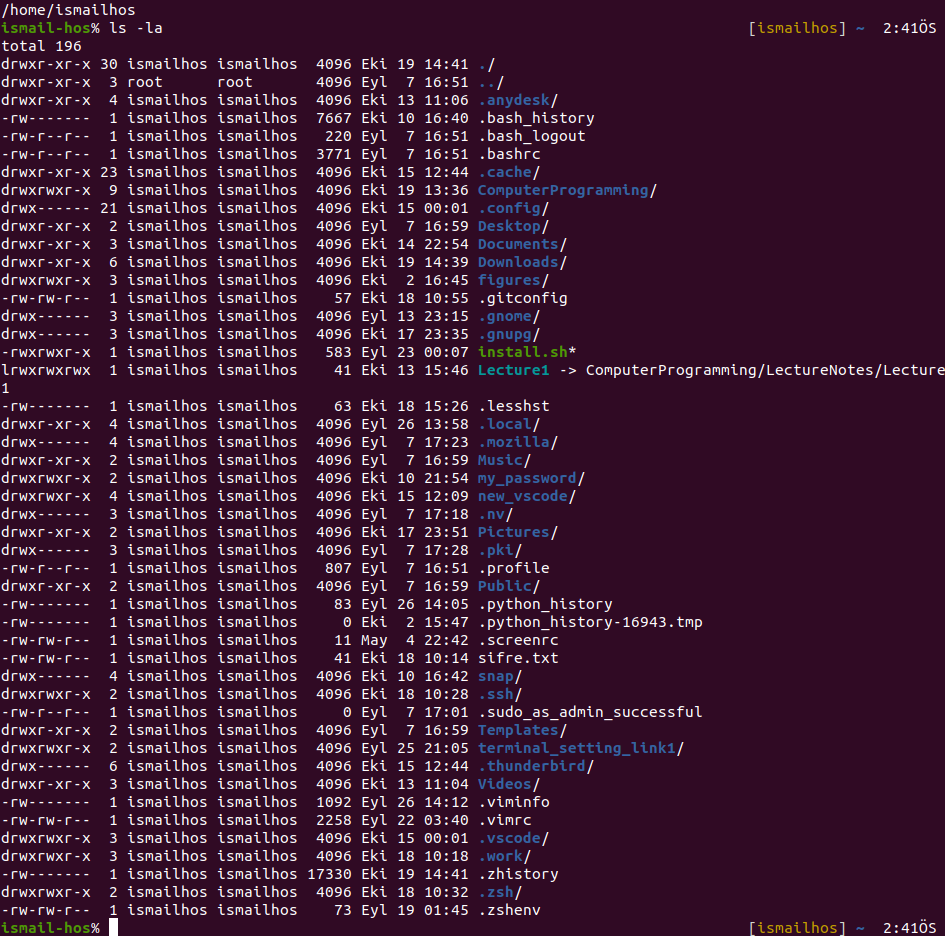 /home/ismailhos
ismail-hos% ls -la [ismailhos] ~ 2:41ÖS
total 196
drwxr-xr-x 30 ismailhos ismailhos  4096 Eki 19 14:41 ./
drwxr-xr-x  3 root      root       4096 Eyl  7 16:51 ../
drwxr-xr-x  4 ismailhos ismailhos  4096 Eki 13 11:06 .anydesk/
-rw-------  1 ismailhos ismailhos  7667 Eki 10 16:40 .bash_history
-rw-r--r--  1 ismailhos ismailhos   220 Eyl  7 16:51 .bash_logout
-rw-r--r--  1 ismailhos ismailhos  3771 Eyl  7 16:51 .bashrc
drwxr-xr-x 23 ismailhos ismailhos  4096 Eki 15 12:44 .cache/
drwxrwxr-x  9 ismailhos ismailhos  4096 Eki 19 13:36 ComputerProgramming/
drwx------ 21 ismailhos ismailhos  4096 Eki 15 00:01 .config/
drwxr-xr-x  2 ismailhos ismailhos  4096 Eyl  7 16:59 Desktop/
drwxr-xr-x  3 ismailhos ismailhos  4096 Eki 14 22:54 Documents/
drwxr-xr-x  6 ismailhos ismailhos  4096 Eki 19 14:39 Downloads/
drwxrwxr-x  3 ismailhos ismailhos  4096 Eki  2 16:45 figures/
-rw-rw-r--  1 ismailhos ismailhos    57 Eki 18 10:55 .gitconfig
drwx------  3 ismailhos ismailhos  4096 Eyl 13 23:15 .gnome/
drwx------  3 ismailhos ismailhos  4096 Eki 17 23:35 .gnupg/
-rwxrwxr-x  1 ismailhos ismailhos   583 Eyl 23 00:07 install.sh*
lrwxrwxrwx  1 ismailhos ismailhos    41 Eki 13 15:46 Lecture1 -> ComputerProgramming/LectureNotes/Lecture
1
-rw-------  1 ismailhos ismailhos    63 Eki 18 15:26 .lesshst
drwxr-xr-x  4 ismailhos ismailhos  4096 Eyl 26 13:58 .local/
drwx------  4 ismailhos ismailhos  4096 Eyl  7 17:23 .mozilla/
drwxr-xr-x  2 ismailhos ismailhos  4096 Eyl  7 16:59 Music/
drwxrwxr-x  2 ismailhos ismailhos  4096 Eki 10 21:54 my_password/
drwxrwxr-x  4 ismailhos ismailhos  4096 Eki 15 12:09 new_vscode/
drwx------  3 ismailhos ismailhos  4096 Eyl  7 17:18 .nv/
drwxr-xr-x  2 ismailhos ismailhos  4096 Eki 17 23:51 Pictures/
drwx------  3 ismailhos ismailhos  4096 Eyl  7 17:28 .pki/
-rw-r--r--  1 ismailhos ismailhos   807 Eyl  7 16:51 .profile
drwxr-xr-x  2 ismailhos ismailhos  4096 Eyl  7 16:59 Public/
-rw-------  1 ismailhos ismailhos    83 Eyl 26 14:05 .python_history
-rw-------  1 ismailhos ismailhos     0 Eki  2 15:47 .python_history-16943.tmp
-rw-rw-r--  1 ismailhos ismailhos    11 May  4 22:42 .screenrc
-rw-rw-r--  1 ismailhos ismailhos    41 Eki 18 10:14 sifre.txt
drwx------  4 ismailhos ismailhos  4096 Eki 10 16:42 snap/
drwxrwxr-x  2 ismailhos ismailhos  4096 Eki 18 10:28 .ssh/
-rw-r--r--  1 ismailhos ismailhos     0 Eyl  7 17:01 .sudo_as_admin_successful
drwxr-xr-x  2 ismailhos ismailhos  4096 Eyl  7 16:59 Templates/
drwxrwxr-x  2 ismailhos ismailhos  4096 Eyl 25 21:05 terminal_setting_link1/
drwx------  6 ismailhos ismailhos  4096 Eki 15 12:44 .thunderbird/
drwxr-xr-x  3 ismailhos ismailhos  4096 Eki 13 11:04 Videos/
-rw-------  1 ismailhos ismailhos  1092 Eyl 26 14:12 .viminfo
-rw-r--r--  1 ismailhos ismailhos  2258 Eyl 22 03:40 .vimrc
drwxrwxr-x  3 ismailhos ismailhos  4096 Eki 15 00:01 .vscode/
drwxrwxr-x  3 ismailhos ismailhos  4096 Eki 18 10:18 .work/
-rw-------  1 ismailhos ismailhos 17330 Eki 19 14:41 .zhistory
drwxrwxr-x  2 ismailhos ismailhos  4096 Eki 18 10:32 .zsh/
-rw-rw-r--  1 ismailhos ismailhos    73 Eyl 19 01:45 .zshenv
ismail-hos% [ismailhos] ~ 2:41ÖS